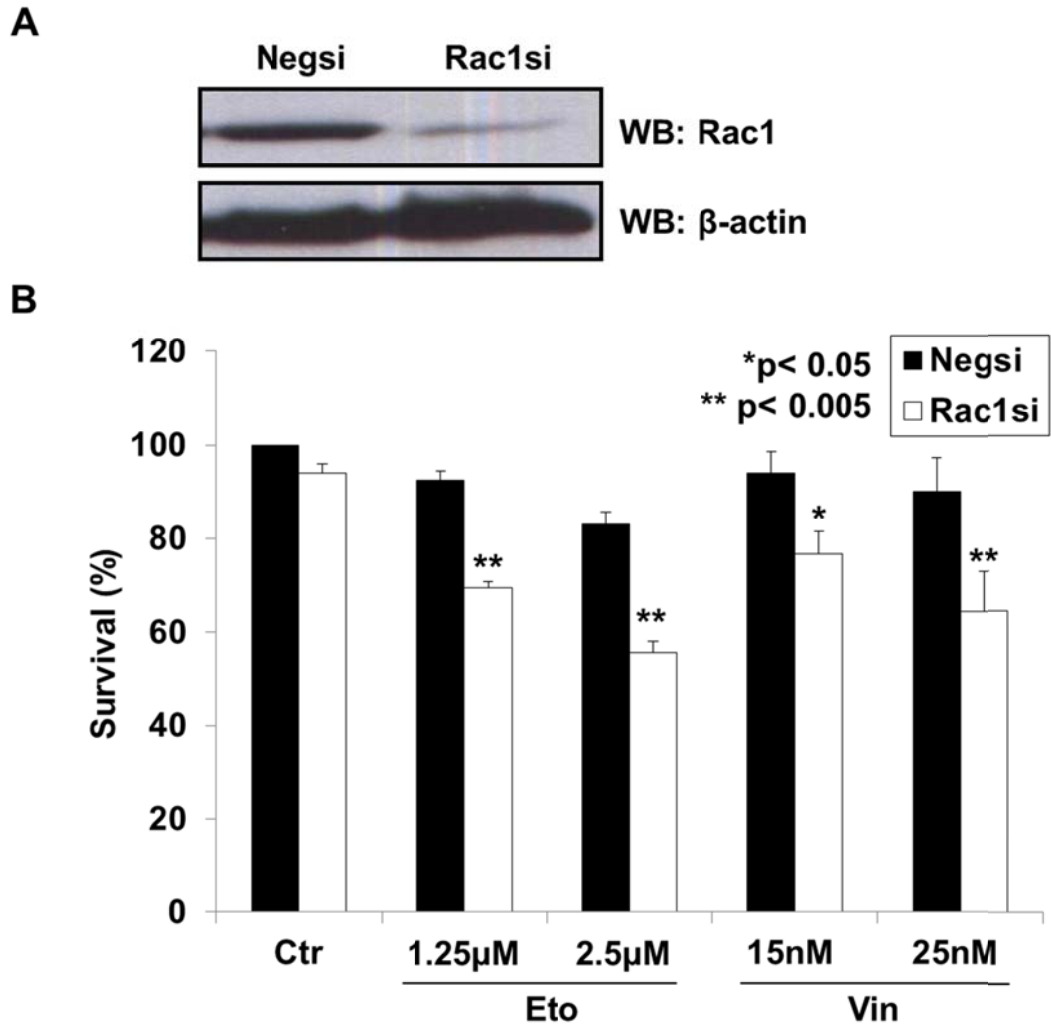 A
Negsi Rac1si
WB: Rac1
WB: β-actin
B
120
100
80
60
40
20
0
Survival (%)
*p< 0.05
** p< 0.005
Negsi
Rac1si
**
**
*
**
Ctr 1.25µM 2.5µM 15nM 25nM
Eto Vin